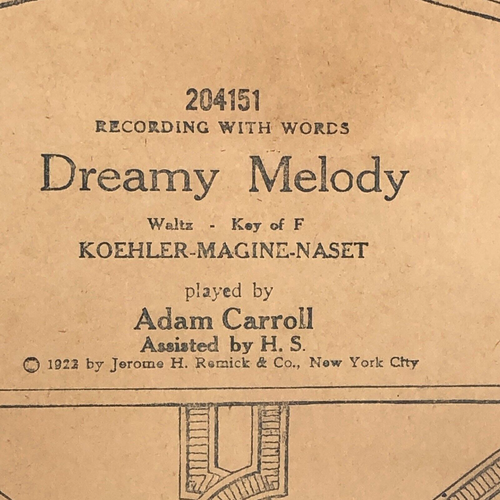 204151
RECORDING WITH WORDS
Dreamy Melody
Waltz - Key of F
KOEHLER-MAGINE-NASET
played by
Adam Carroll
Assisted by H. S.
© 1922 by Jerome H. Remick & Co., New York City